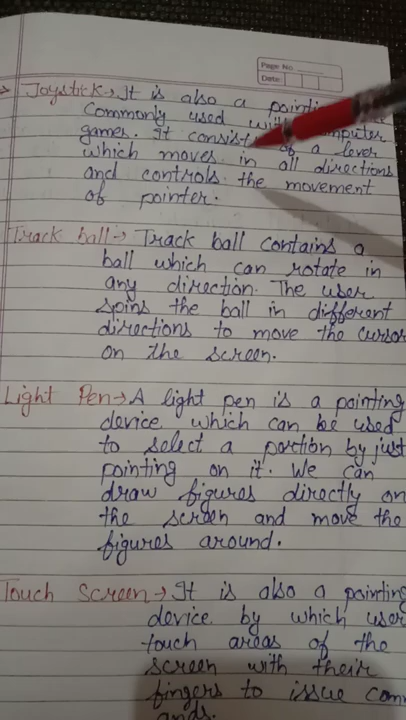 Page No.
Date:
Joystick → It is also a
commonly used with
games. It consist of a lever
which moves in all directions
and controls the movement
of pointer.
Track ball → Track ball contains a
ball which can rotate in
any direction. The user
spins the ball in different
directions to move the cursor
on the screen.
Light Pen → A light pen is a pointing
device which can be used
to select a portion by just
pointing on it. We can
draw figures directly on
the screen and move the
figures around.
Touch Screen → It is also a pointing
device by which user
touch areas of the
screen with their
fingers to issue comm
ands.